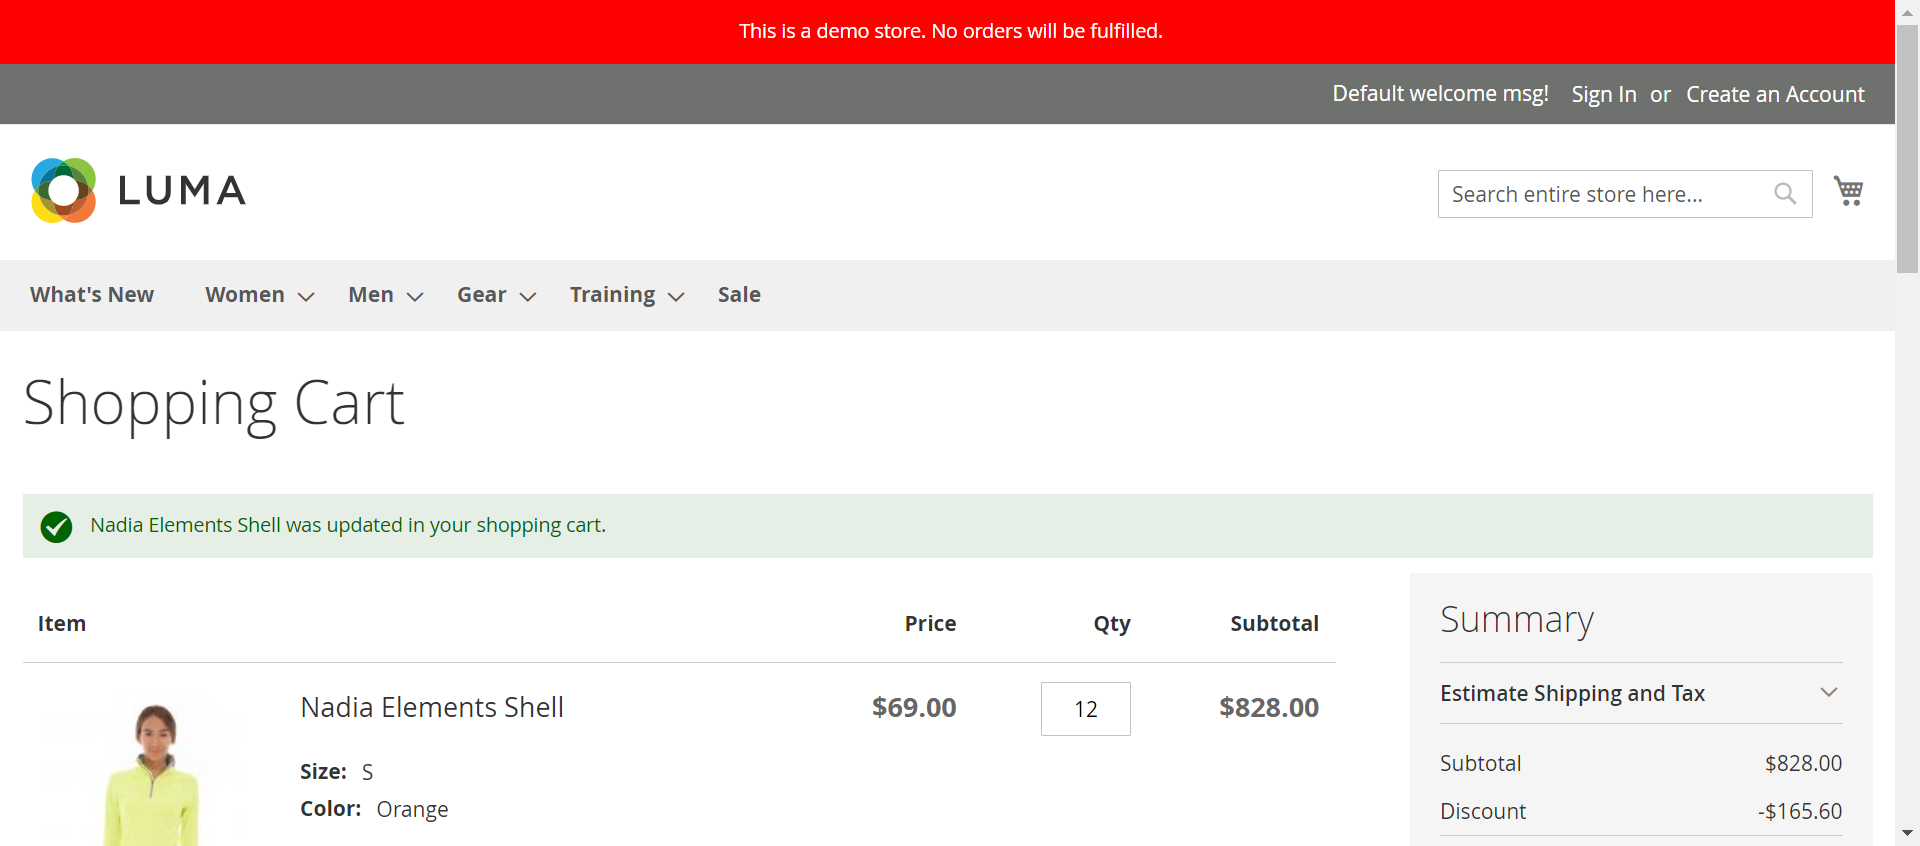 This is a demo store. No orders will be fulfilled.
Default welcome msg! Sign In or Create an Account
LUMA
Search entire store here...
What's New Women Men Gear Training Sale
Shopping Cart
Nadia Elements Shell was updated in your shopping cart.
Item Price Qty Subtotal
Nadia Elements Shell $69.00 12 $828.00
Size: S
Color: Orange
Summary
Estimate Shipping and Tax
Subtotal $828.00
Discount -$165.60